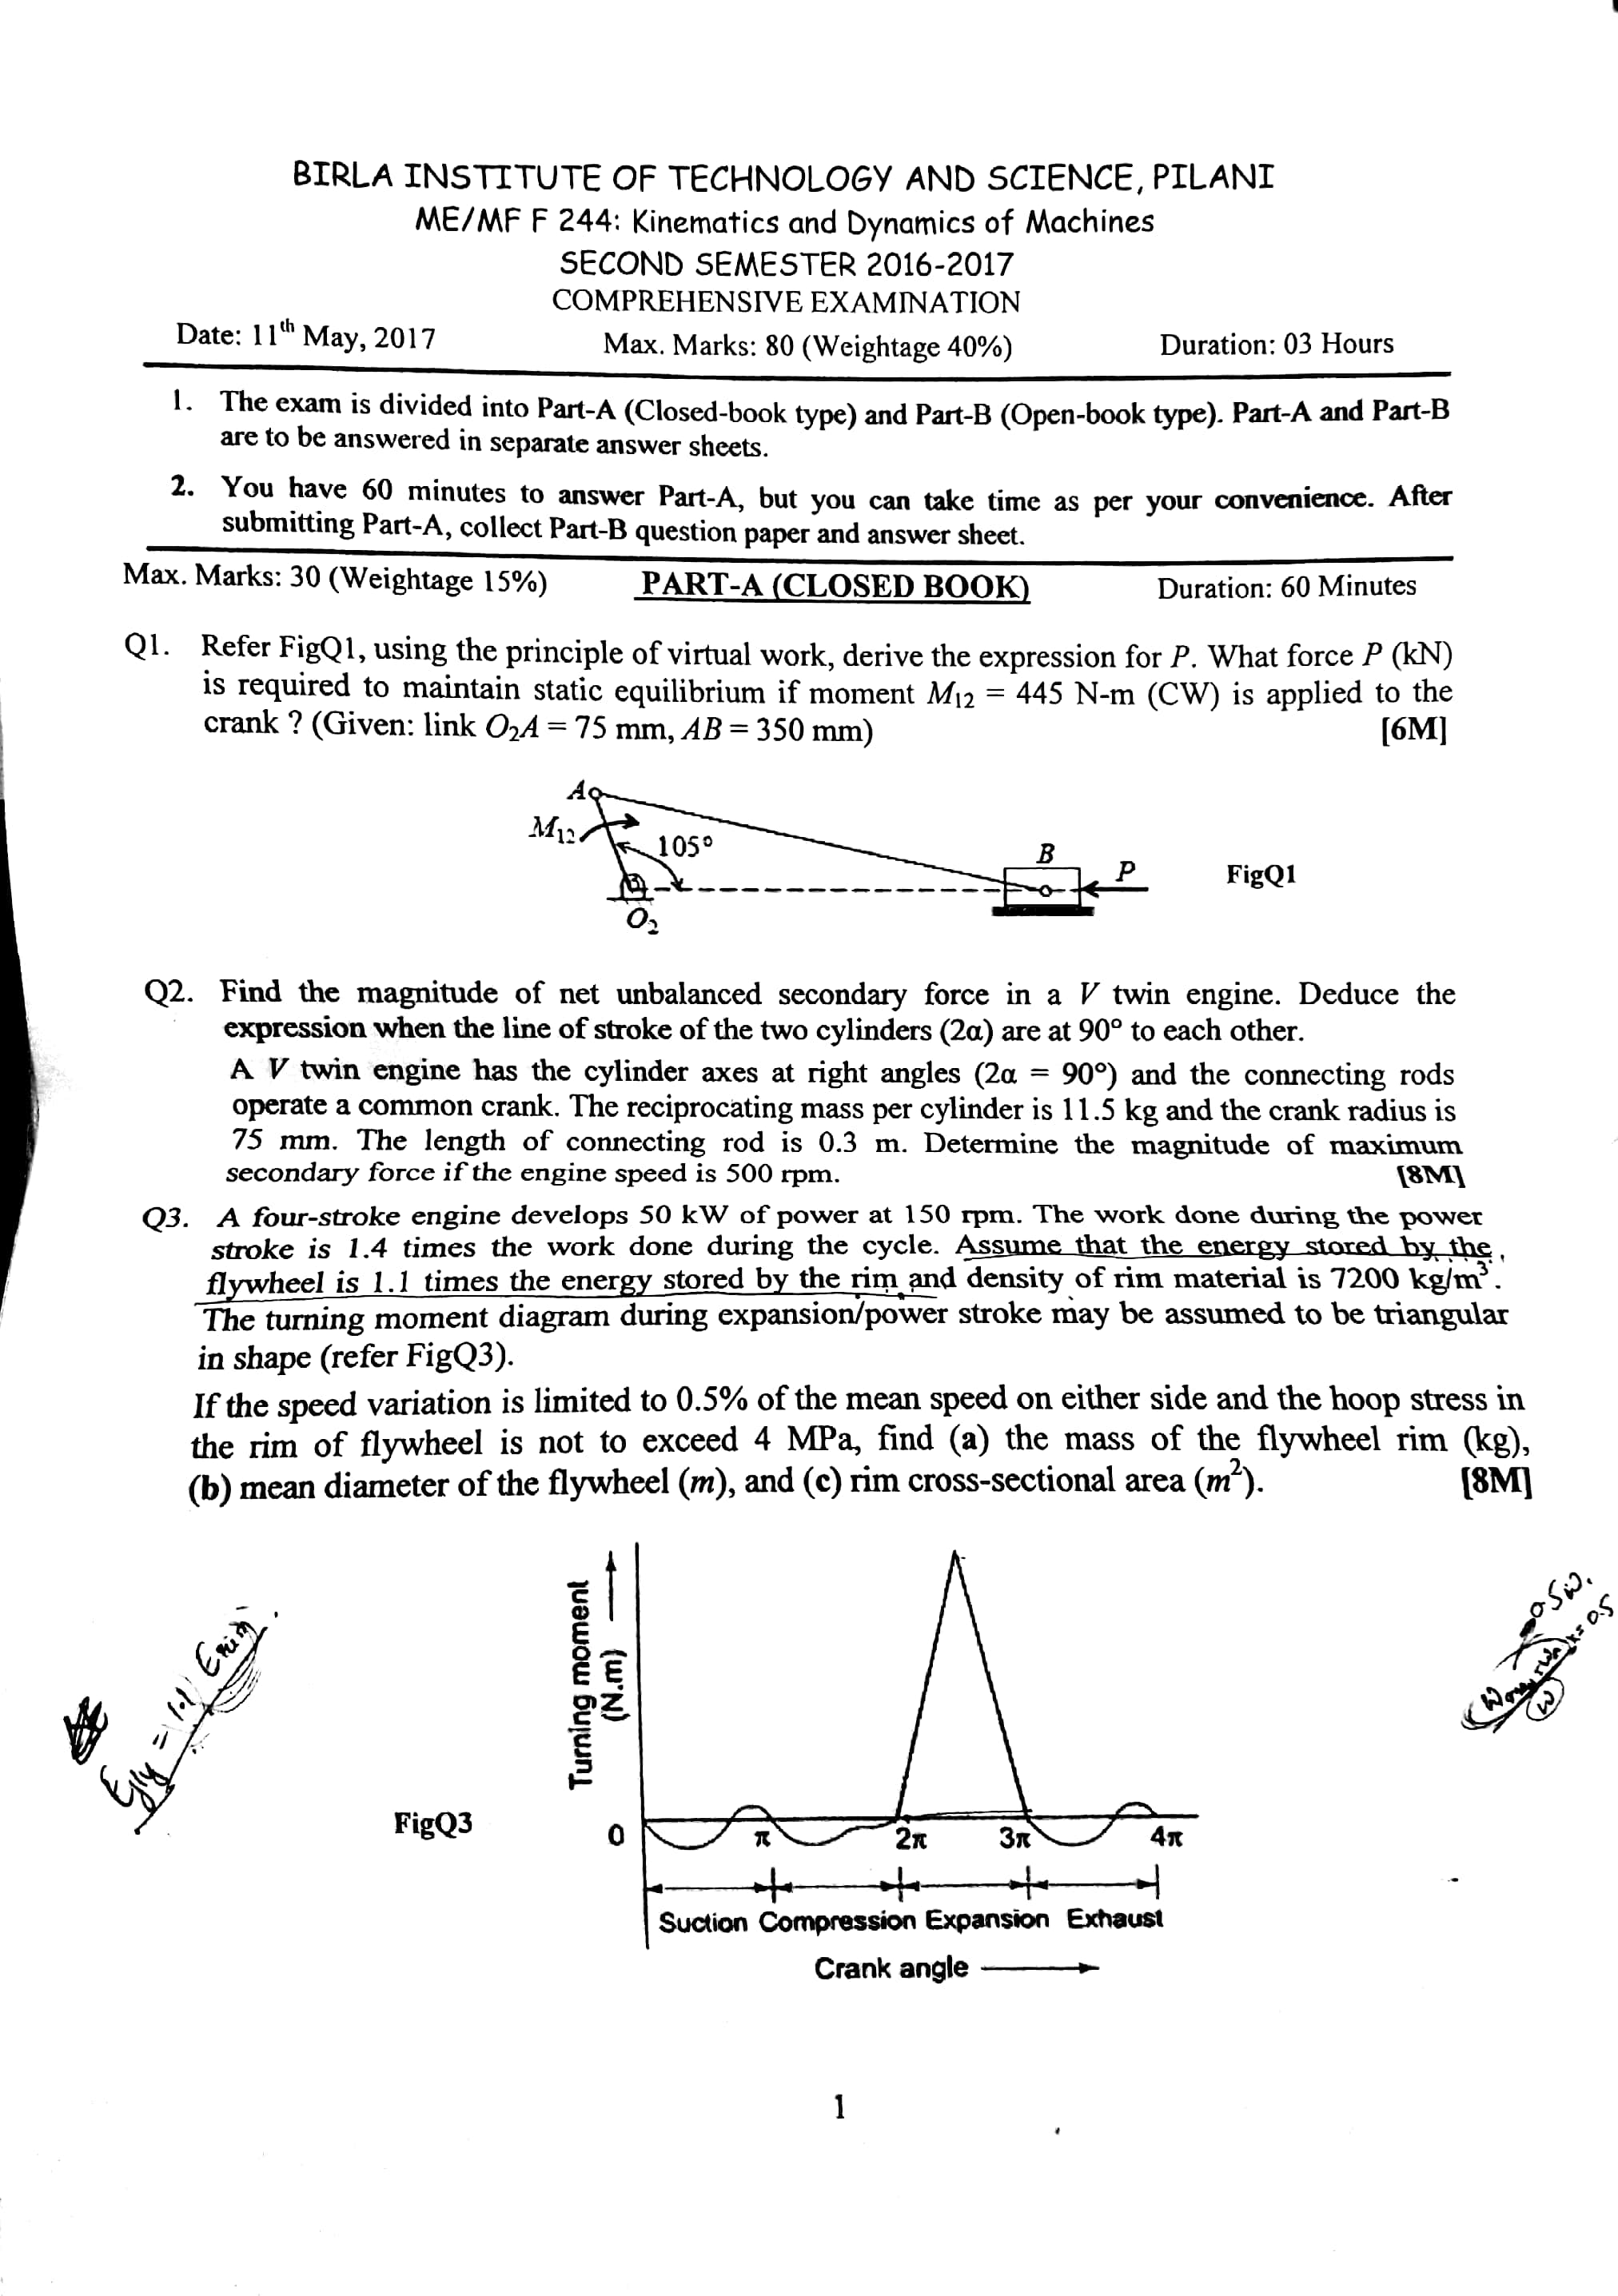 BIRLA INSTITUTE OF TECHNOLOGY AND SCIENCE, PILANI
ME/MF F 244: Kinematics and Dynamics of Machines
SECOND SEMESTER 2016-2017
COMPREHENSIVE EXAMINATION
Date: 11th May, 2017 Max. Marks: 80 (Weightage 40%) Duration: 03 Hours
1. The exam is divided into Part-A (Closed-book type) and Part-B (Open-book type). Part-A and Part-B
are to be answered in separate answer sheets.
2. You have 60 minutes to answer Part-A, but you can take time as per your convenience. After
submitting Part-A, collect Part-B question paper and answer sheet.
Max. Marks: 30 (Weightage 15%) PART-A (CLOSED BOOK) Duration: 60 Minutes
Q1. Refer FigQ1, using the principle of virtual work, derive the expression for P. What force P (kN)
is required to maintain static equilibrium if moment M12 = 445 N-m (CW) is applied to the
crank ? (Given: link O2A = 75 mm, AB = 350 mm) [6M]
A
M12
105°
B
P
FigQ1
O2
Q2. Find the magnitude of net unbalanced secondary force in a V twin engine. Deduce the
expression when the line of stroke of the two cylinders (2α) are at 90° to each other.
A V twin engine has the cylinder axes at right angles (2α = 90°) and the connecting rods
operate a common crank. The reciprocating mass per cylinder is 11.5 kg and the crank radius is
75 mm. The length of connecting rod is 0.3 m. Determine the magnitude of maximum
secondary force if the engine speed is 500 rpm. [8M]
Q3. A four-stroke engine develops 50 kW of power at 150 rpm. The work done during the power
stroke is 1.4 times the work done during the cycle. Assume that the energy stored by the
flywheel is 1.1 times the energy stored by the rim and density of rim material is 7200 kg/m³.
The turning moment diagram during expansion/power stroke may be assumed to be triangular
in shape (refer FigQ3).
If the speed variation is limited to 0.5% of the mean speed on either side and the hoop stress in
the rim of flywheel is not to exceed 4 MPa, find (a) the mass of the flywheel rim (kg),
(b) mean diameter of the flywheel (m), and (c) rim cross-sectional area (m²). [8M]
Efly = 1.1 Erim
Turning moment
(N.m)
0.5ω.
FigQ3
0 π 2π 3π 4π
Suction Compression Expansion Exhaust
Crank angle
1